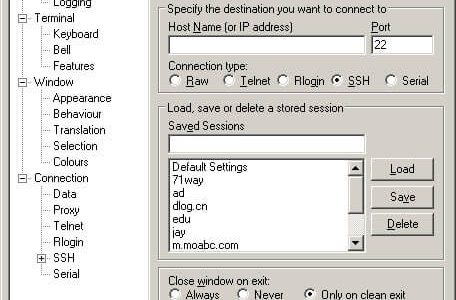 Logging
Terminal
Keyboard
Bell
Features
Window
Appearance
Behaviour
Translation
Selection
Colours
Connection
Data
Proxy
Telnet
Rlogin
SSH
Serial
Specify the destination you want to connect to
Host Name (or IP address) Port
22
Connection type:
Raw Telnet Rlogin SSH Serial
Load, save or delete a stored session
Saved Sessions
Default Settings
71way
ad
dlog.cn
edu
jay
m.moabc.com
Load
Save
Delete
Close window on exit:
Always Never Only on clean exit